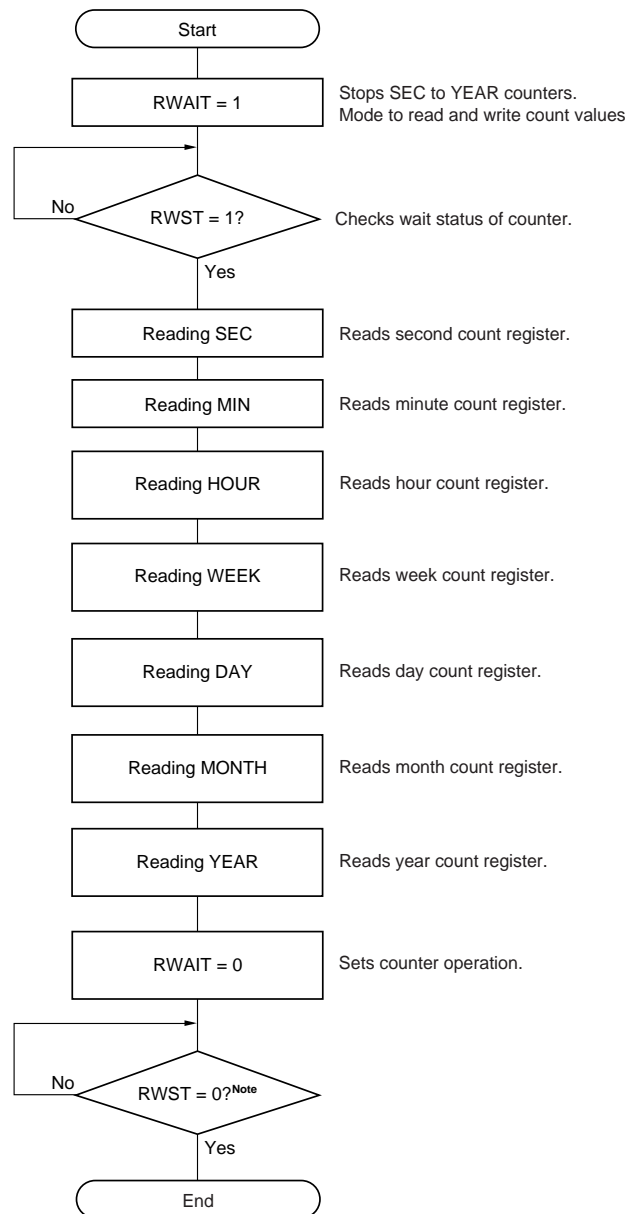 Start
RWAIT = 1
Stops SEC to YEAR counters.
Mode to read and write count values
No
RWST = 1?
Checks wait status of counter.
Yes
Reading SEC
Reads second count register.
Reading MIN
Reads minute count register.
Reading HOUR
Reads hour count register.
Reading WEEK
Reads week count register.
Reading DAY
Reads day count register.
Reading MONTH
Reads month count register.
Reading YEAR
Reads year count register.
RWAIT = 0
Sets counter operation.
No
RWST = 0?Note
Yes
End